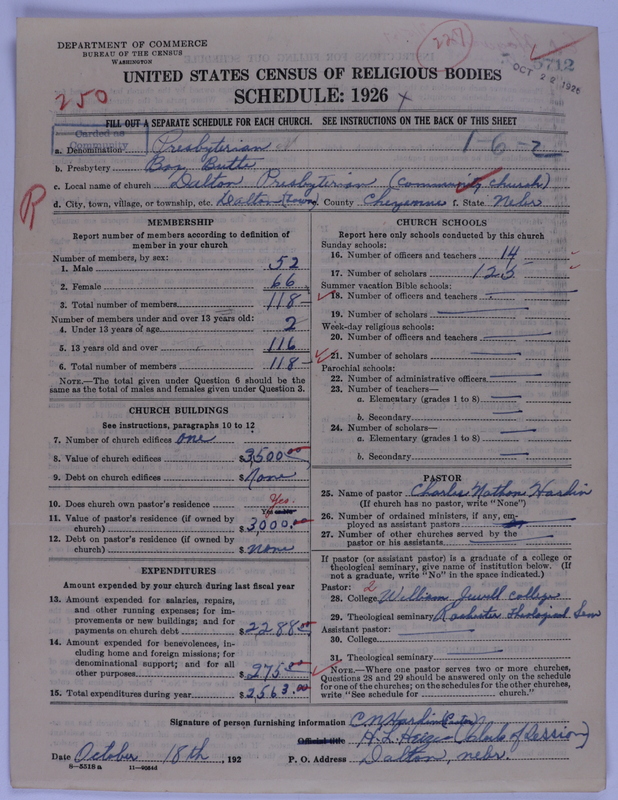 DEPARTMENT OF COMMERCE
BUREAU OF THE CENSUS
WASHINGTON
227
5712
OCT 22 1926
UNITED STATES CENSUS OF RELIGIOUS BODIES
250
SCHEDULE: 1926 x
FILL OUT A SEPARATE SCHEDULE FOR EACH CHURCH. SEE INSTRUCTIONS ON THE BACK OF THIS SHEET
Carded as
Community
1-6-2
a. Denomination Presbyterian
b. Presbytery Box Butte
c. Local name of church Dalton Presbyterian (Community church)
R
d. City, town, village, or township, etc. Dalton (town) e. County Cheyenne f. State Nebr
MEMBERSHIP
Report number of members according to definition of
member in your church
Number of members, by sex:
1. Male 52
2. Female 66
3. Total number of members 118
Number of members under and over 13 years old:
4. Under 13 years of age 2
5. 13 years old and over 116
6. Total number of members 118
NOTE.—The total given under Question 6 should be the
same as the total of males and females given under Question 3.
CHURCH BUILDINGS
See instructions, paragraphs 10 to 12
7. Number of church edifices one
8. Value of church edifices $3500.00
9. Debt on church edifices $None
10. Does church own pastor's residence Yes.
11. Value of pastor's residence (if owned by
church) $3000.00
12. Debt on pastor's residence (if owned by
church) $None
EXPENDITURES
Amount expended by your church during last fiscal year
13. Amount expended for salaries, repairs,
and other running expenses; for im-
provements or new buildings; and for
payments on church debt $2288.00
14. Amount expended for benevolences, in-
cluding home and foreign missions; for
denominational support; and for all
other purposes $275.00
15. Total expenditures during year $2563.00
CHURCH SCHOOLS
Report here only schools conducted by this church
Sunday schools:
16. Number of officers and teachers 14
17. Number of scholars 125
Summer vacation Bible schools:
18. Number of officers and teachers
19. Number of scholars
Week-day religious schools:
20. Number of officers and teachers
21. Number of scholars
Parochial schools:
22. Number of administrative officers
23. Number of teachers—
a. Elementary (grades 1 to 8)
b. Secondary
24. Number of scholars—
a. Elementary (grades 1 to 8)
b. Secondary
PASTOR
25. Name of pastor Charles Nathon Hardin
(If church has no pastor, write "None")
26. Number of ordained ministers, if any, em-
ployed as assistant pastors
27. Number of other churches served by the
pastor or his assistants
If pastor (or assistant pastor) is a graduate of a college or
theological seminary, give name of institution below. (If
not a graduate, write "No" in the space indicated.)
Pastor: 2
28. College William Jewell college
29. Theological seminary Rochester Theological Sem
Assistant pastor:
30. College
31. Theological seminary
NOTE.—Where one pastor serves two or more churches,
Questions 28 and 29 should be answered only on the schedule
for one of the churches; on the schedules for the other churches,
write "See schedule for church."
Signature of person furnishing information C N Hardin (Pastor)
Official title H. L. (Clerk of Session)
Date October 18th, 192 P. O. Address Dalton, nebr.
8-5518 a 11-9064d